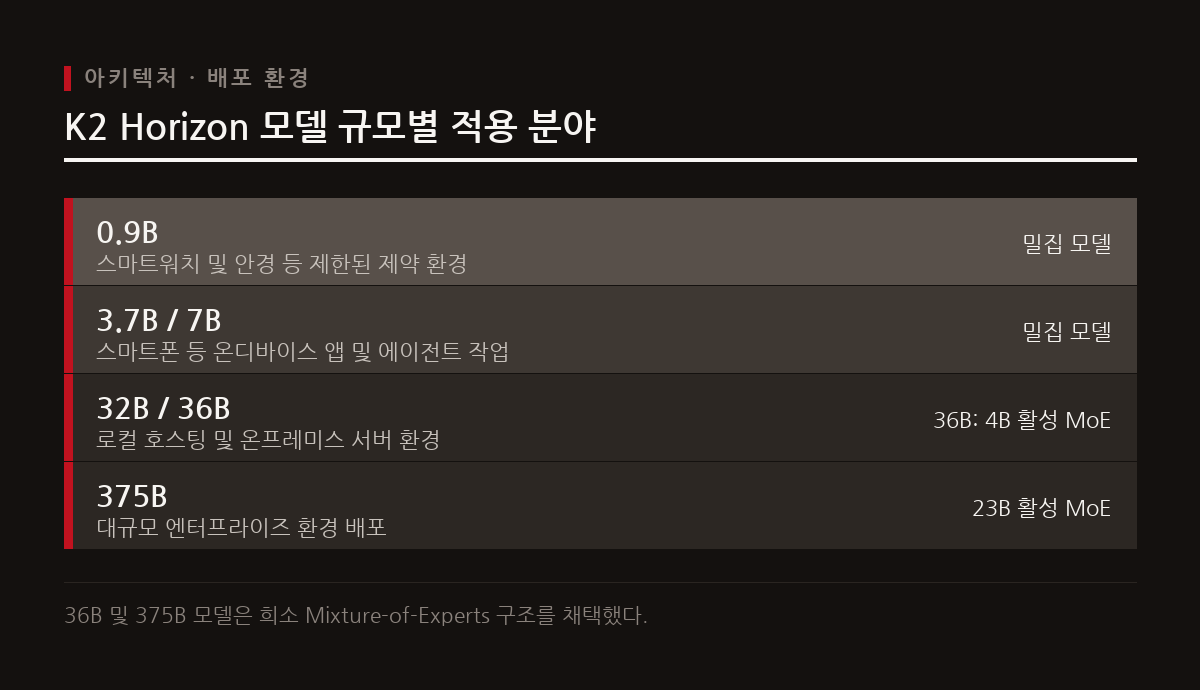 아키텍처 · 배포 환경
K2 Horizon 모델 규모별 적용 분야
0.9B
스마트워치 및 안경 등 제한된 제약 환경
밀집 모델
3.7B / 7B
스마트폰 등 온디바이스 앱 및 에이전트 작업
밀집 모델
32B / 36B
로컬 호스팅 및 온프레미스 서버 환경
36B: 4B 활성 MoE
375B
대규모 엔터프라이즈 환경 배포
23B 활성 MoE
36B 및 375B 모델은 희소 Mixture-of-Experts 구조를 채택했다.